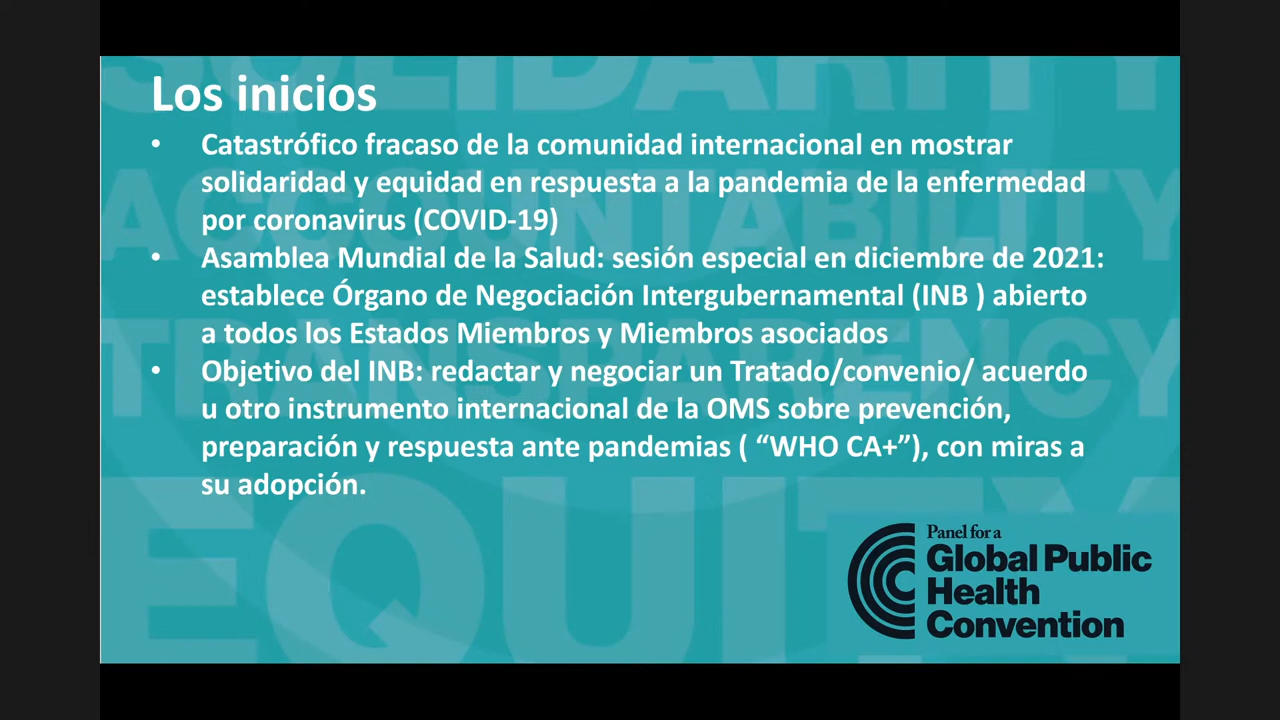 SOLIDARITY
ACCOUNTABILITY
TRANSPARENCY
EQUITY
Los inicios
• Catastrófico fracaso de la comunidad internacional en mostrar
solidaridad y equidad en respuesta a la pandemia de la enfermedad
por coronavirus (COVID-19)
• Asamblea Mundial de la Salud: sesión especial en diciembre de 2021:
establece Órgano de Negociación Intergubernamental (INB ) abierto
a todos los Estados Miembros y Miembros asociados
• Objetivo del INB: redactar y negociar un Tratado/convenio/ acuerdo
u otro instrumento internacional de la OMS sobre prevención,
preparación y respuesta ante pandemias ( “WHO CA+”), con miras a
su adopción.
Panel for a
Global Public
Health
Convention